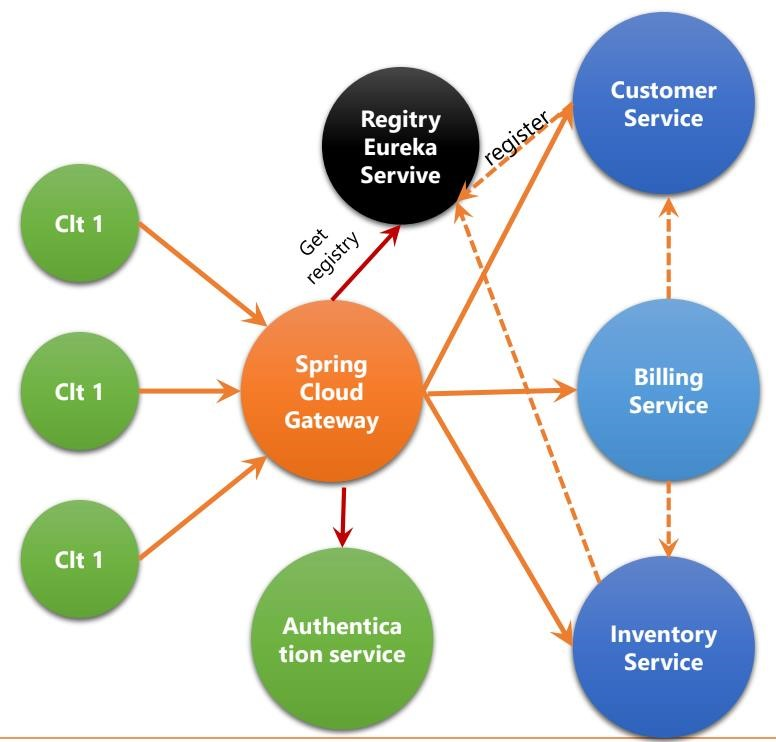 Regitry
Eureka
Servive
Customer
Service
register
Clt 1
Get
registry
Clt 1
Spring
Cloud
Gateway
Billing
Service
Clt 1
Authentica
tion service
Inventory
Service